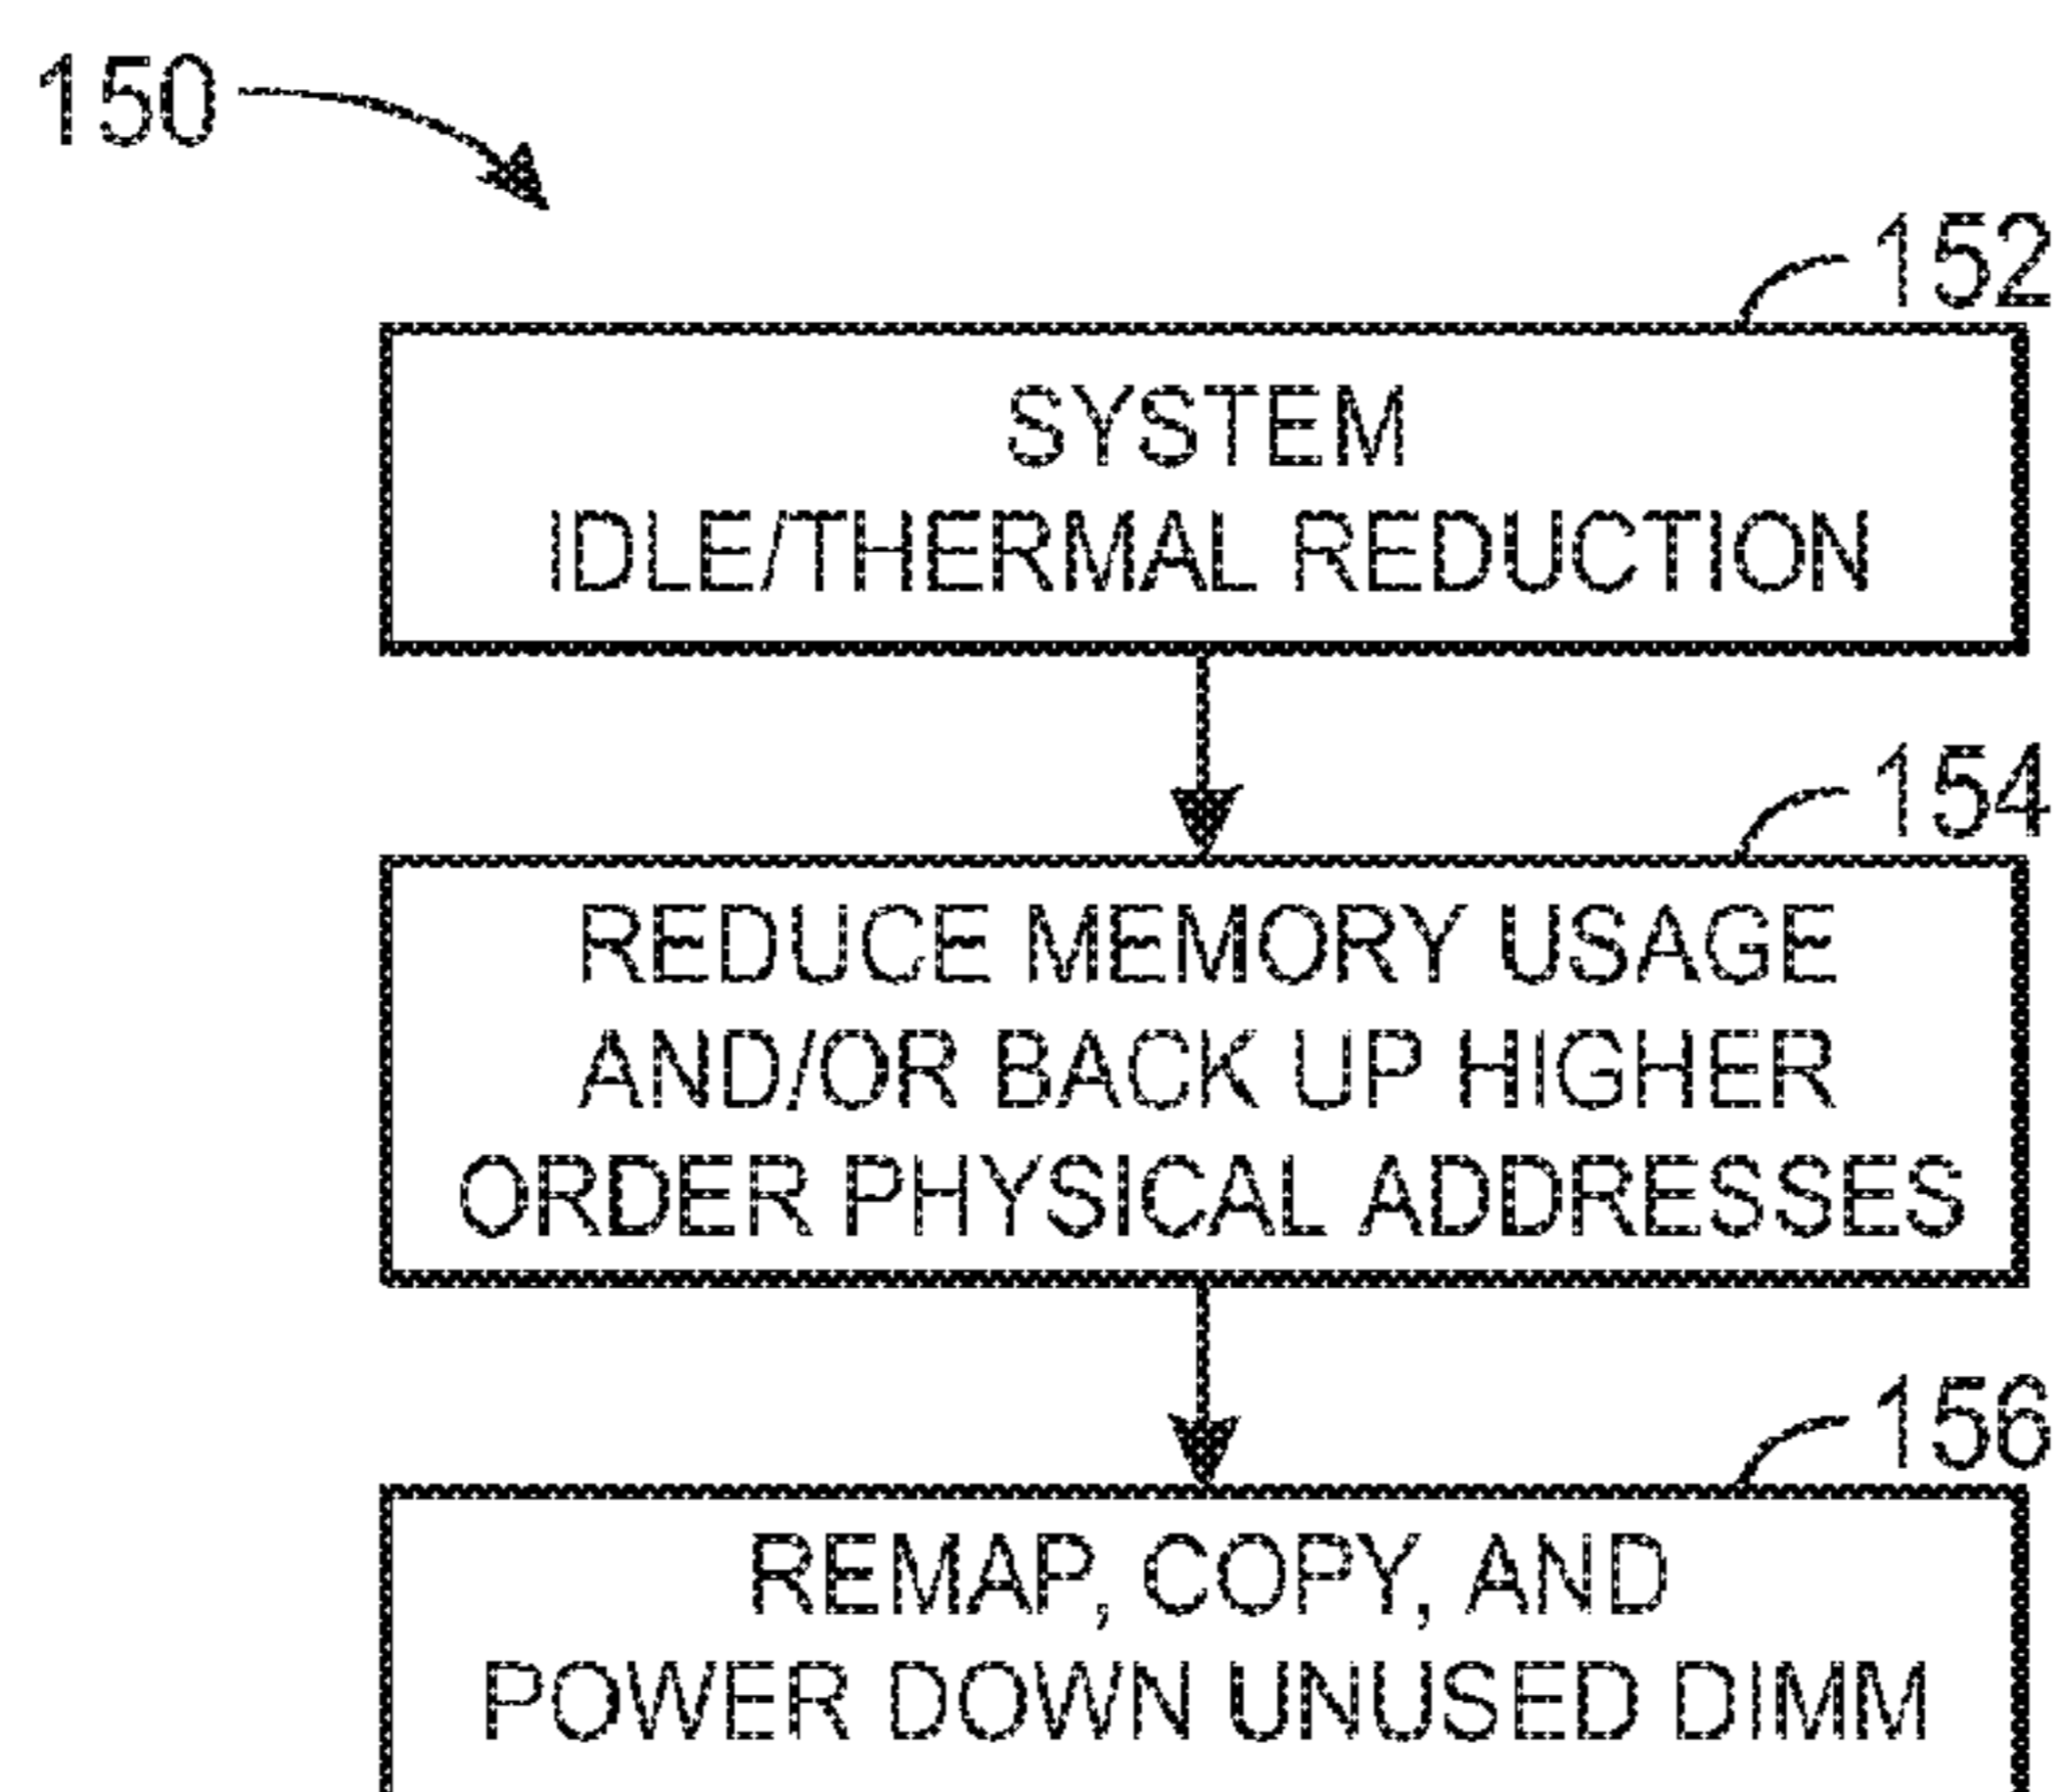 150
152
SYSTEM
IDLE/THERMAL REDUCTION
154
REDUCE MEMORY USAGE
AND/OR BACK UP HIGHER
ORDER PHYSICAL ADDRESSES
156
REMAP, COPY, AND
POWER DOWN UNUSED DIMM